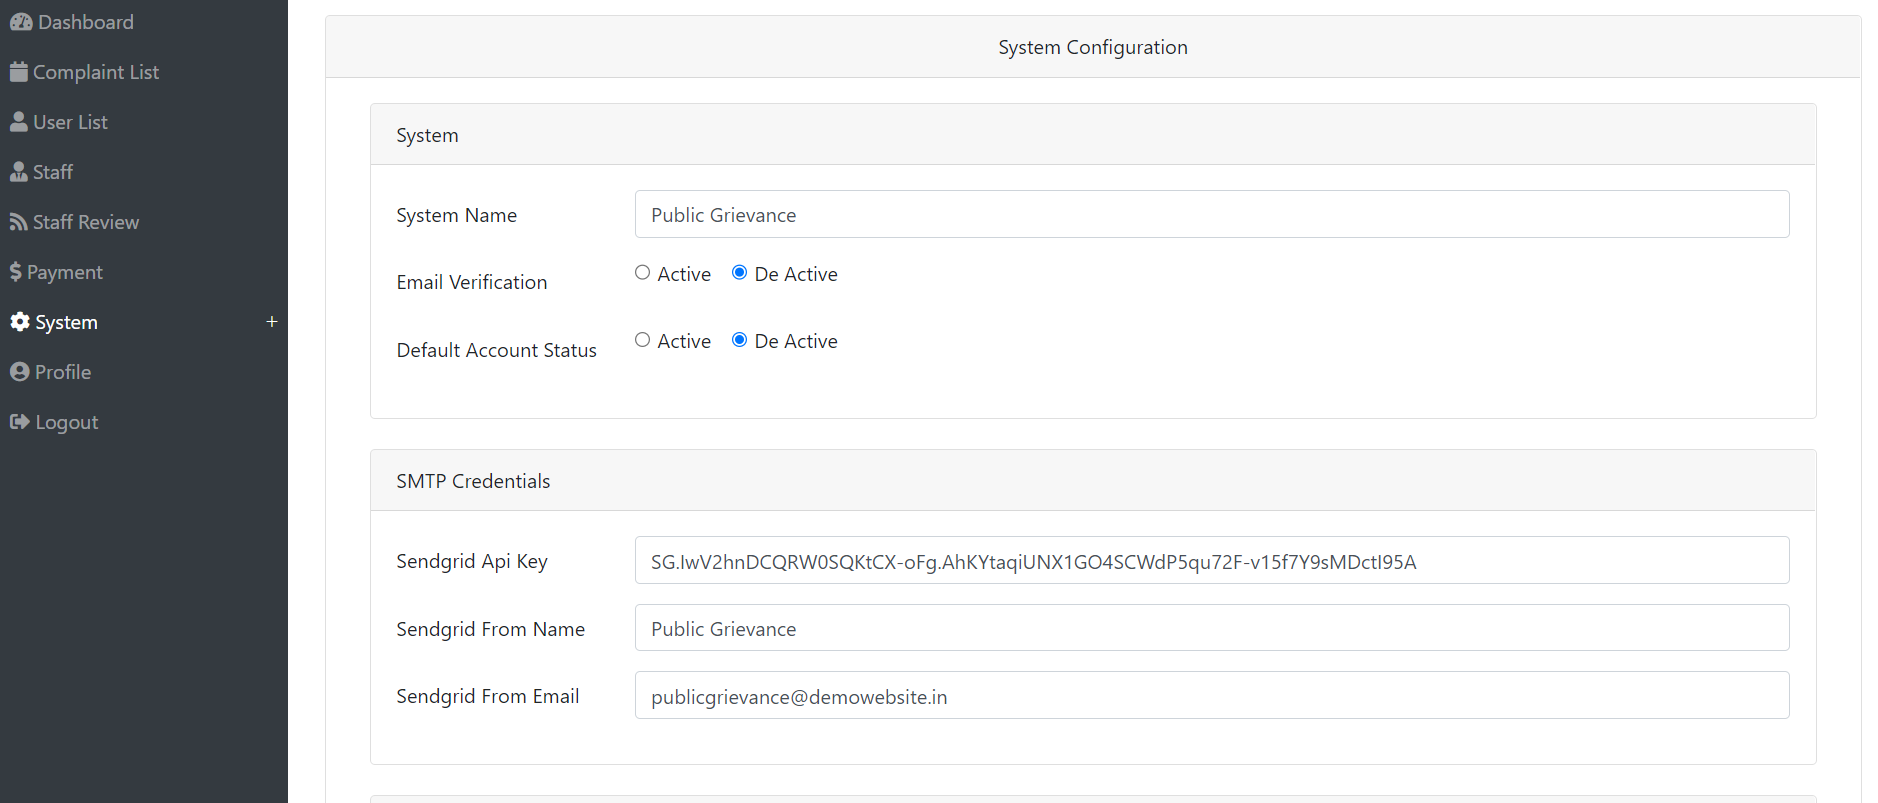 Dashboard
Complaint List
User List
Staff
Staff Review
Payment
System +
Profile
Logout
System Configuration
System
System Name Public Grievance
Email Verification Active De Active
Default Account Status Active De Active
SMTP Credentials
Sendgrid Api Key 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
Sendgrid From Name Public Grievance
Sendgrid From Email publicgrievance@demowebsite.in